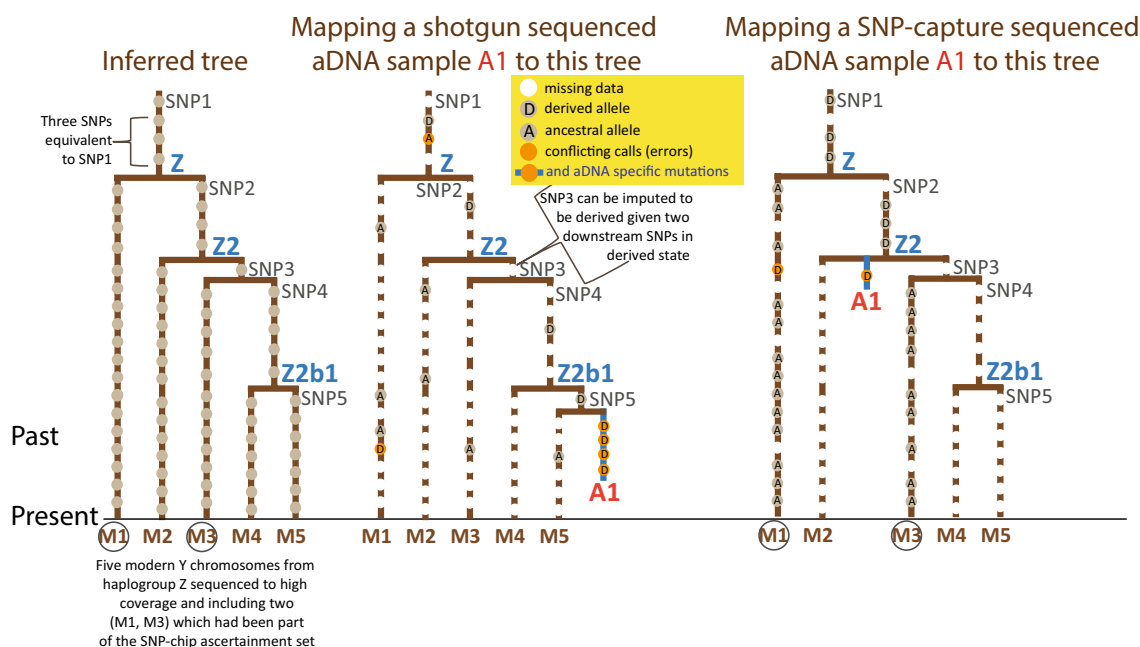 Inferred tree
SNP1
Three SNPs
equivalent
to SNP1
Z
SNP2
Z2
SNP3
SNP4
Z2b1
SNP5
Past
Present
M1 M2 M3 M4 M5
Five modern Y chromosomes from
haplogroup Z sequenced to high
coverage and including two
(M1, M3) which had been part
of the SNP-chip ascertainment set
Mapping a shotgun sequenced
aDNA sample A1 to this tree
SNP1
D
A
Z
SNP2
D
A
Z2
SNP3
SNP4
A
D
A
Z2b1
D
SNP5
A
A
D
A
A
D
D
D
D
A1
M1 M2 M3 M4 M5
missing data
D derived allele
A ancestral allele
conflicting calls (errors)
and aDNA specific mutations
SNP3 can be imputed to
be derived given two
downstream SNPs in
derived state
Mapping a SNP-capture sequenced
aDNA sample A1 to this tree
D
SNP1
D
D
Z
SNP2
A
A
A
D
D
D
D
Z2
D
A1
SNP3
SNP4
A
A
A
A
A
A
A
Z2b1
SNP5
A
A
A
A
A
A
A
A
A
A
A
A
A
A
M1 M2 M3 M4 M5